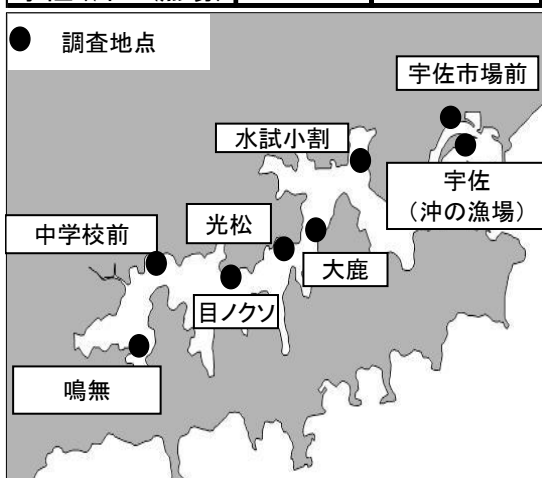 調査地点
宇佐市場前
水試小割
宇佐
(沖の漁場)
光松
中学校前
大鹿
目ノクソ
鳴無